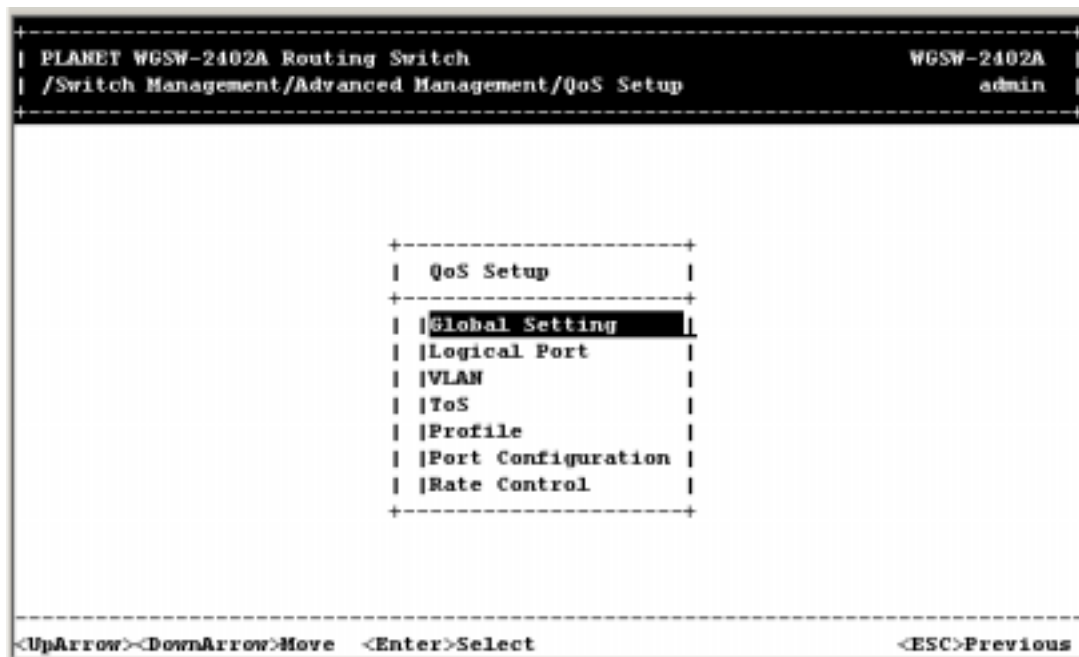 PLANET WGSW-2402A Routing Switch WGSW-2402A
/Switch Management/Advanced Management/QoS Setup admin
QoS Setup
Global Setting
Logical Port
VLAN
ToS
Profile
Port Configuration
Rate Control
<UpArrow><DownArrow>Move <Enter>Select <ESC>Previous